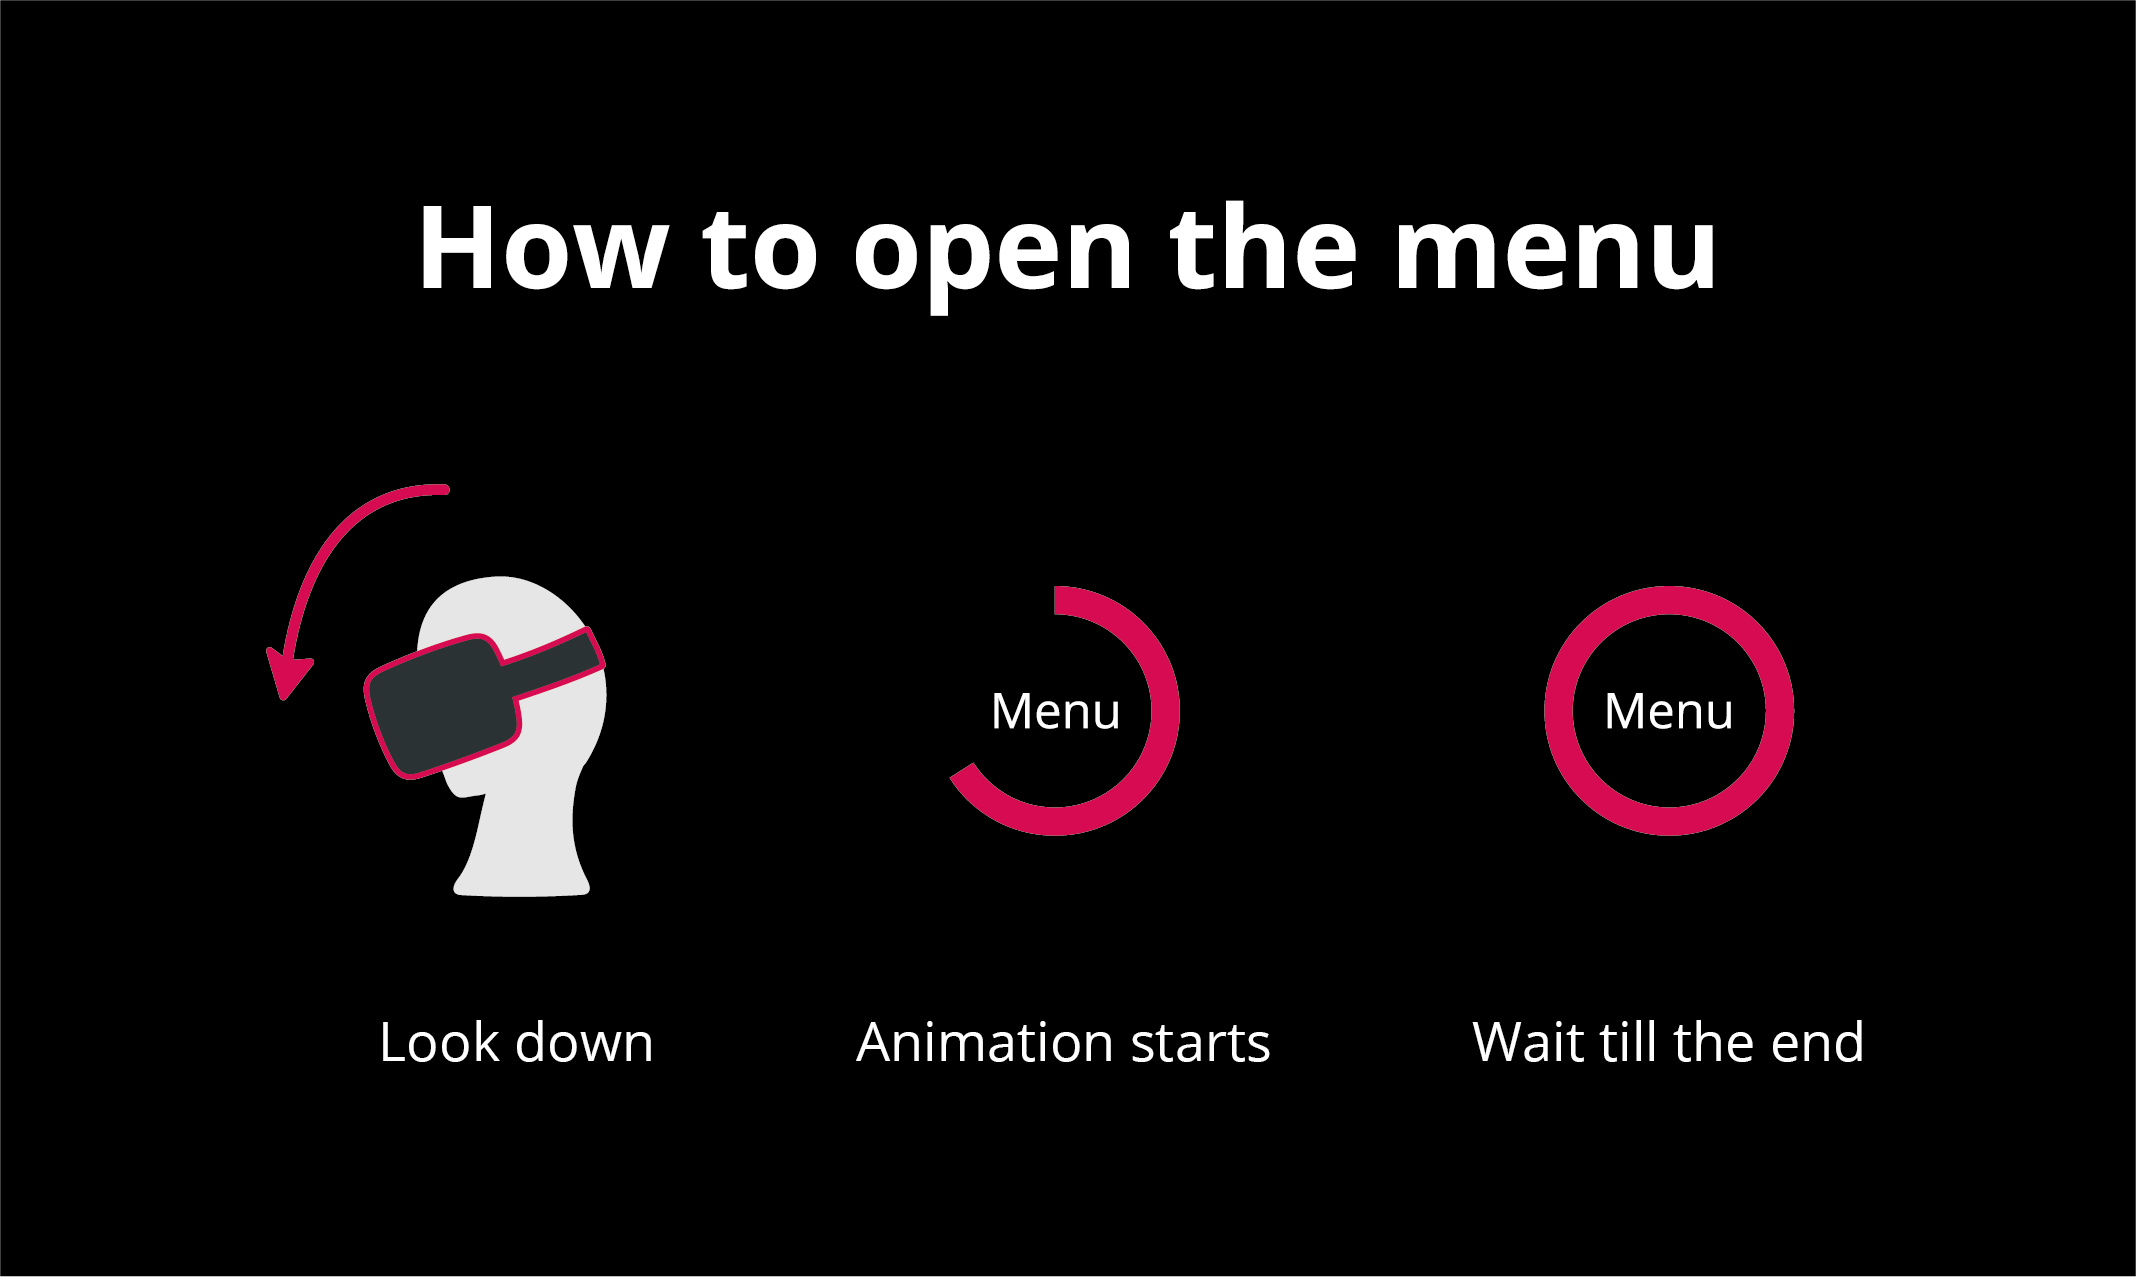 How to open the menu
Menu
Menu
Look down
Animation starts
Wait till the end